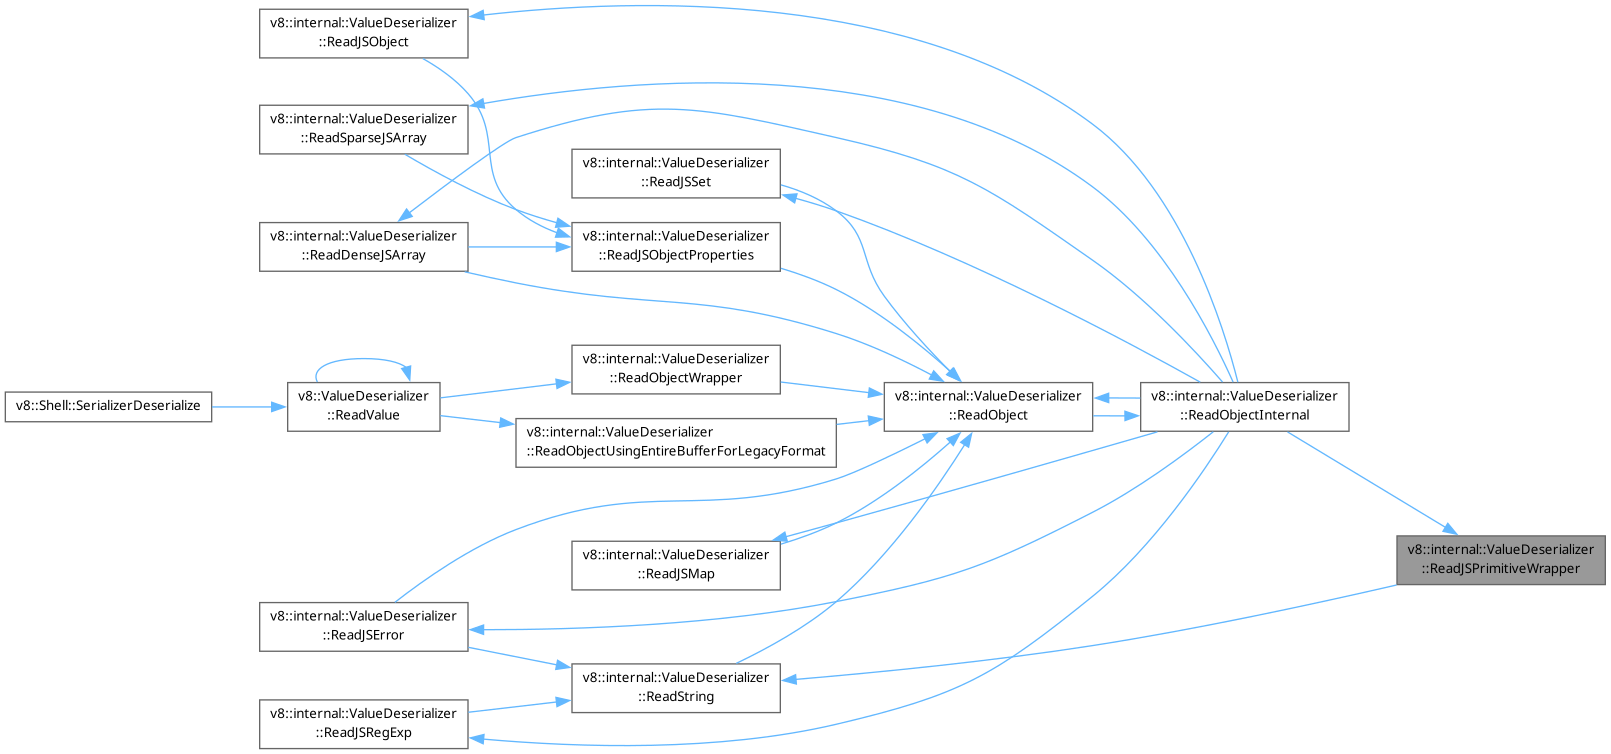 v8::internal::ValueDeserializer
::ReadJSObject
v8::internal::ValueDeserializer
::ReadSparseJSArray
v8::internal::ValueDeserializer
::ReadJSSet
v8::internal::ValueDeserializer
::ReadDenseJSArray
v8::internal::ValueDeserializer
::ReadJSObjectProperties
v8::internal::ValueDeserializer
::ReadObjectWrapper
v8::Shell::SerializerDeserialize
v8::ValueDeserializer
::ReadValue
v8::internal::ValueDeserializer
::ReadObject
v8::internal::ValueDeserializer
::ReadObjectInternal
v8::internal::ValueDeserializer
::ReadObjectUsingEntireBufferForLegacyFormat
v8::internal::ValueDeserializer
::ReadJSMap
v8::internal::ValueDeserializer
::ReadJSPrimitiveWrapper
v8::internal::ValueDeserializer
::ReadJSError
v8::internal::ValueDeserializer
::ReadString
v8::internal::ValueDeserializer
::ReadJSRegExp